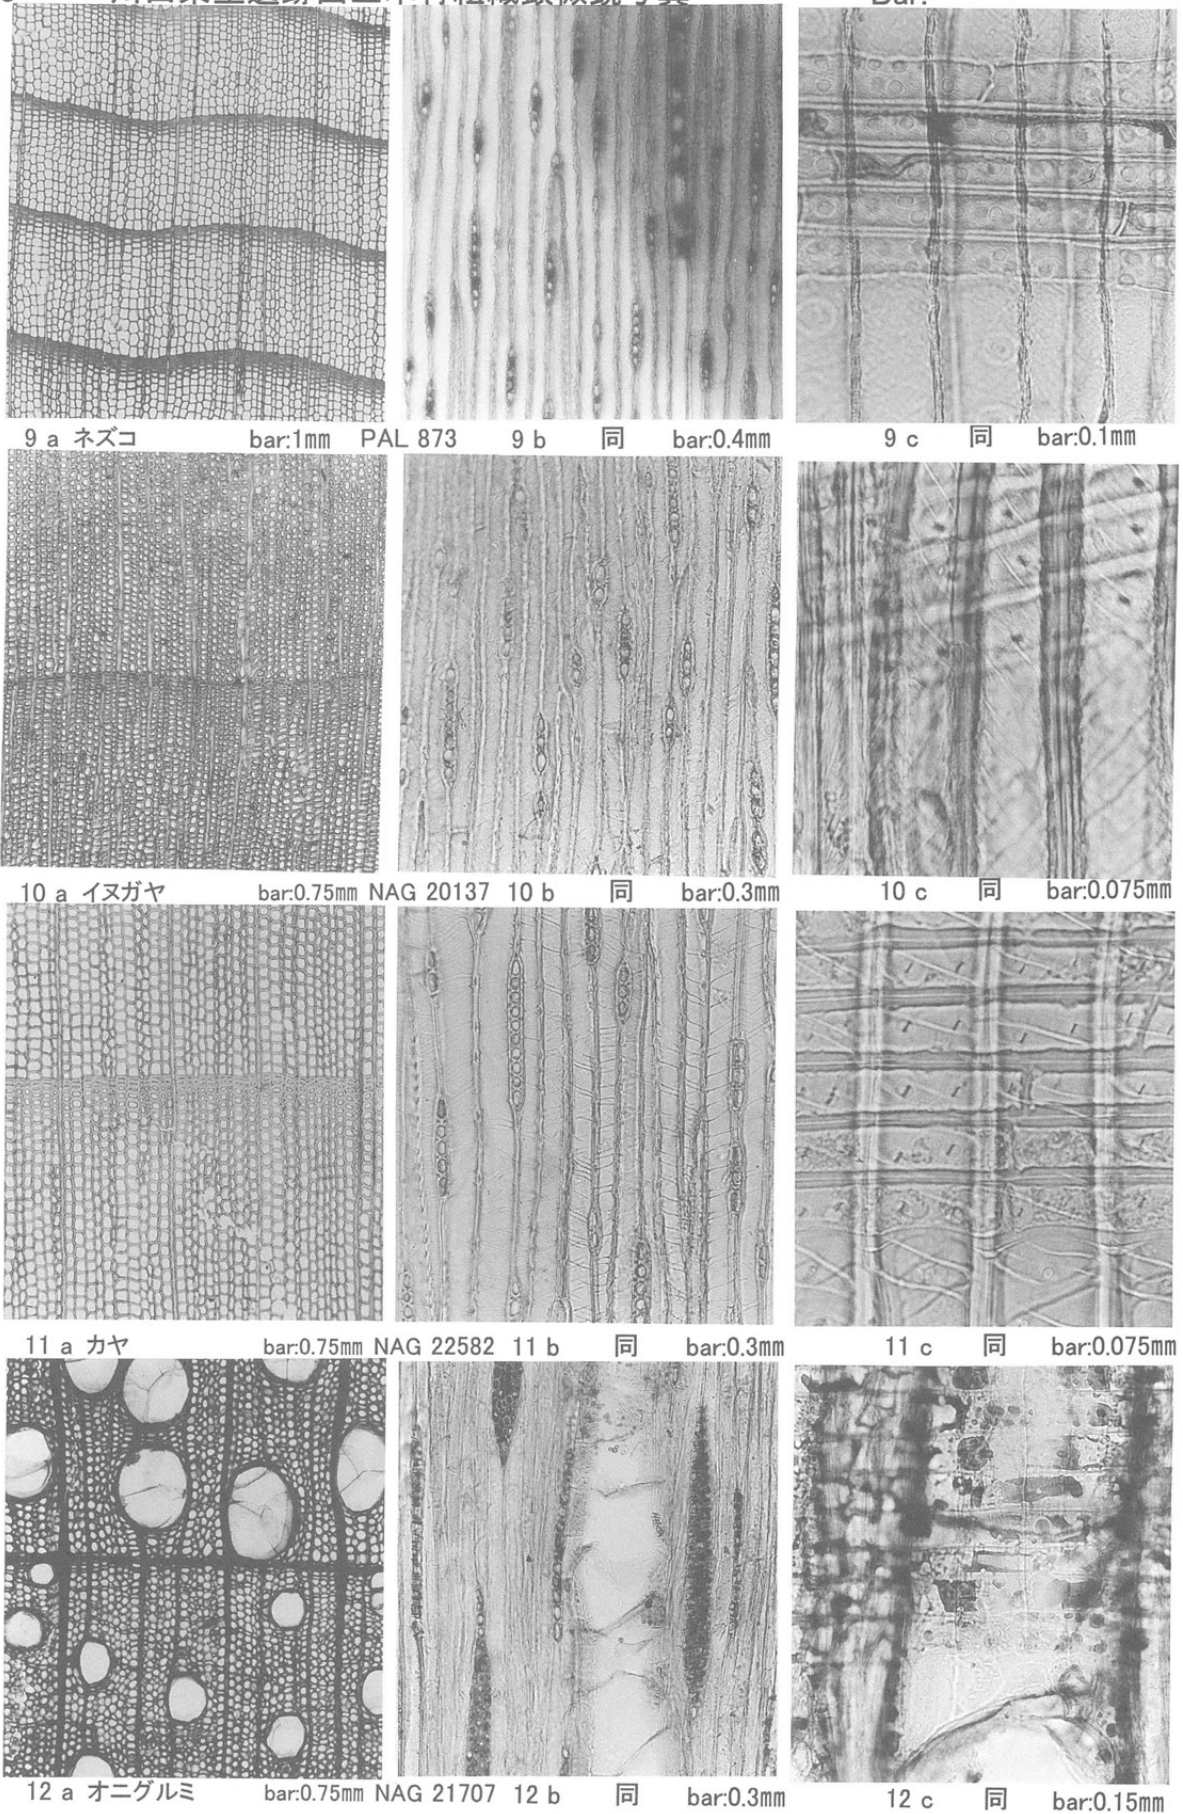 Bar:
9 a ネズコ bar:1mm PAL 873 9 b 同 bar:0.4mm 9 c 同 bar:0.1mm
10 a イヌガヤ bar:0.75mm NAG 20137 10 b 同 bar:0.3mm 10 c 同 bar:0.075mm
11 a カヤ bar:0.75mm NAG 22582 11 b 同 bar:0.3mm 11 c 同 bar:0.075mm
12 a オニグルミ bar:0.75mm NAG 21707 12 b 同 bar:0.3mm 12 c 同 bar:0.15mm